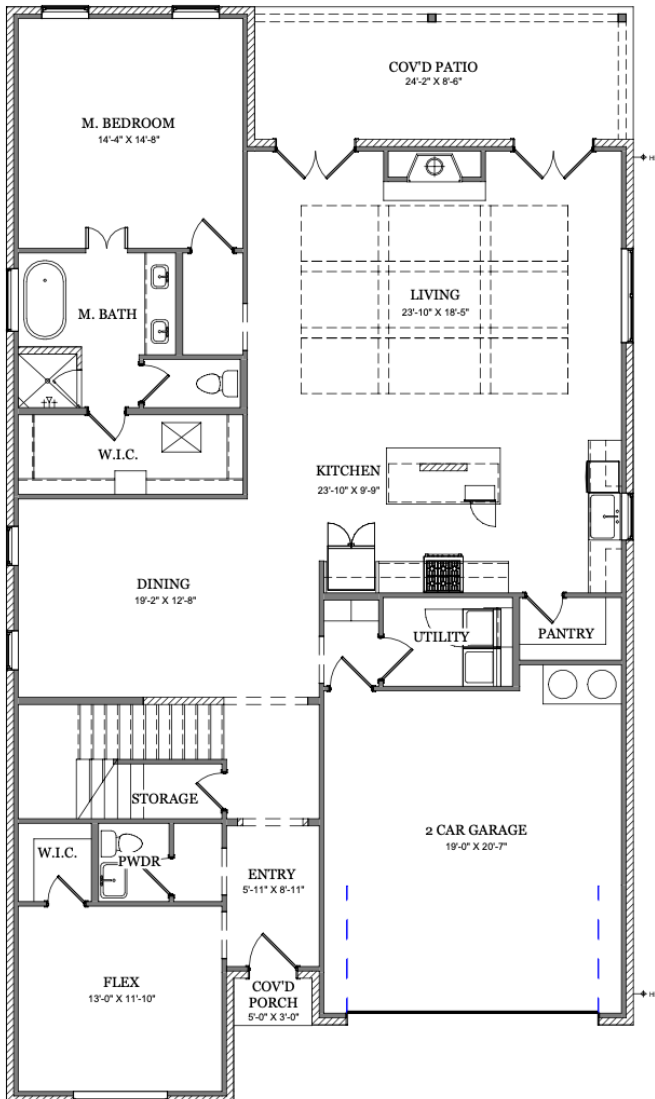 COV'D PATIO
24'-2" X 8'-6"
M. BEDROOM
14'-4" X 14'-8"
H
LIVING
23'-10" X 18'-5"
M. BATH
W.I.C.
KITCHEN
23'-10" X 9'-9"
DINING
19'-2" X 12'-8"
UTILITY
PANTRY
STORAGE
2 CAR GARAGE
19'-0" X 20'-7"
W.I.C.
PWDR
ENTRY
5'-11" X 8'-11"
FLEX
13'-0" X 11'-10"
COV'D
PORCH
5'-0" X 3'-0"
H